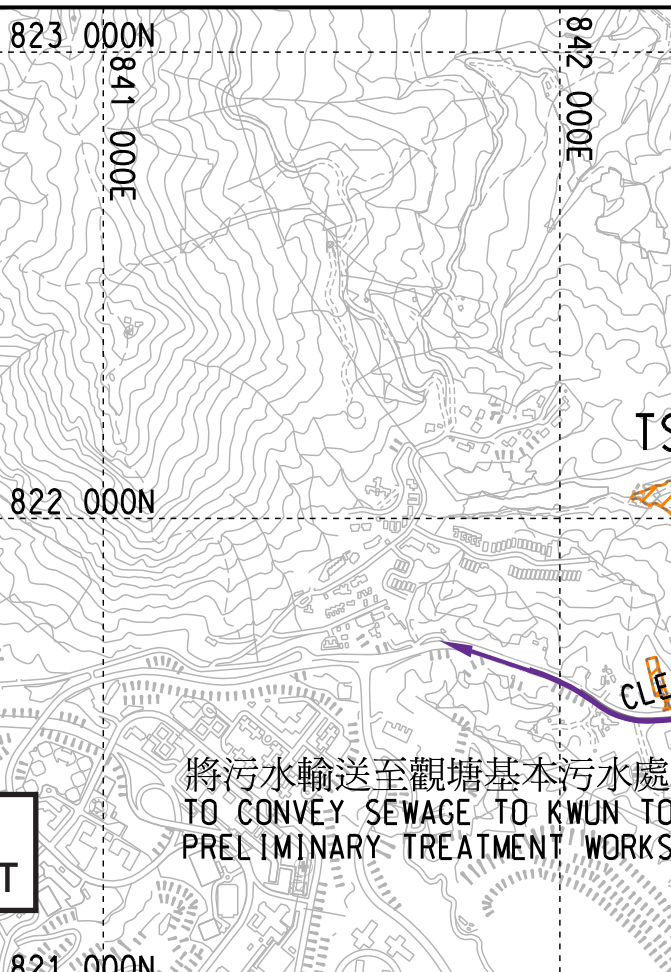 823 000N
841 000E
842 000E
TS
822 000N
CLE
將污水輸送至觀塘基本污水處
TO CONVEY SEWAGE TO KWUN TO
PRELIMINARY TREATMENT WORKS
T
821 000N